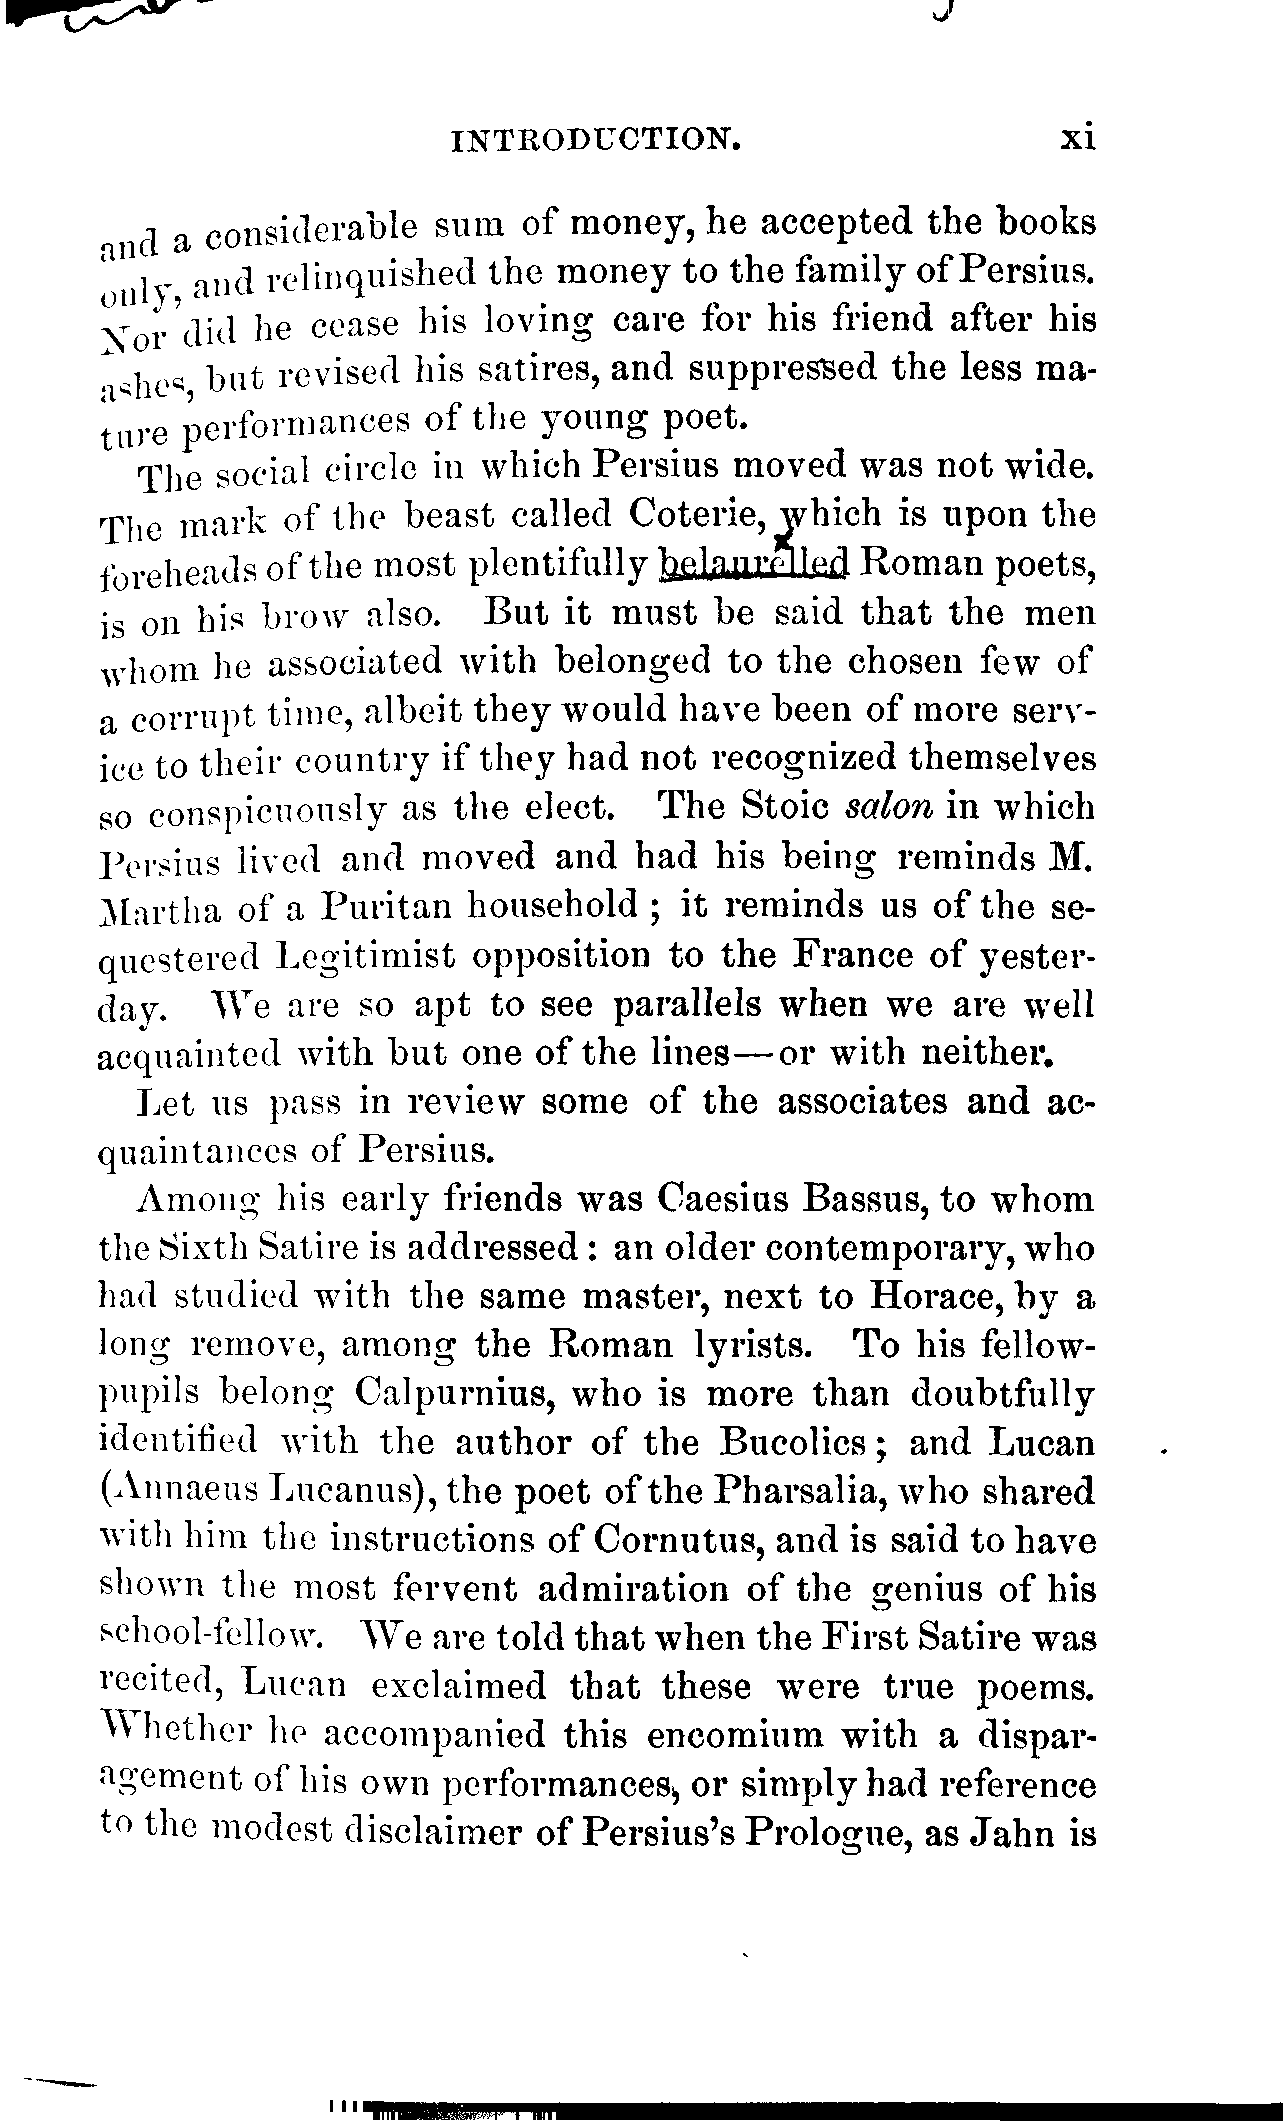 INTRODUCTION. xi
and a considerable sum of money, he accepted the books
only, and relinquished the money to the family of Persius.
Nor did he cease his loving care for his friend after his
ashes, but revised his satires, and suppressed the less ma-
ture performances of the young poet.
The social circle in which Persius moved was not wide.
The mark of the beast called Coterie, which is upon the
foreheads of the most plentifully belaurelled Roman poets,
is on his brow also. But it must be said that the men
whom he associated with belonged to the chosen few of
a corrupt time, albeit they would have been of more serv-
ice to their country if they had not recognized themselves
so conspicuously as the elect. The Stoic salon in which
Persius lived and moved and had his being reminds M.
Martha of a Puritan household; it reminds us of the se-
questered Legitimist opposition to the France of yester-
day. We are so apt to see parallels when we are well
acquainted with but one of the lines—or with neither.
Let us pass in review some of the associates and ac-
quaintances of Persius.
Among his early friends was Caesius Bassus, to whom
the Sixth Satire is addressed: an older contemporary, who
had studied with the same master, next to Horace, by a
long remove, among the Roman lyrists. To his fellow-
pupils belong Calpurnius, who is more than doubtfully
identified with the author of the Bucolics; and Lucan
(Annaeus Lucanus), the poet of the Pharsalia, who shared
with him the instructions of Cornutus, and is said to have
shown the most fervent admiration of the genius of his
school-fellow. We are told that when the First Satire was
recited, Lucan exclaimed that these were true poems.
Whether he accompanied this encomium with a dispar-
agement of his own performances, or simply had reference
to the modest disclaimer of Persius's Prologue, as Jahn is